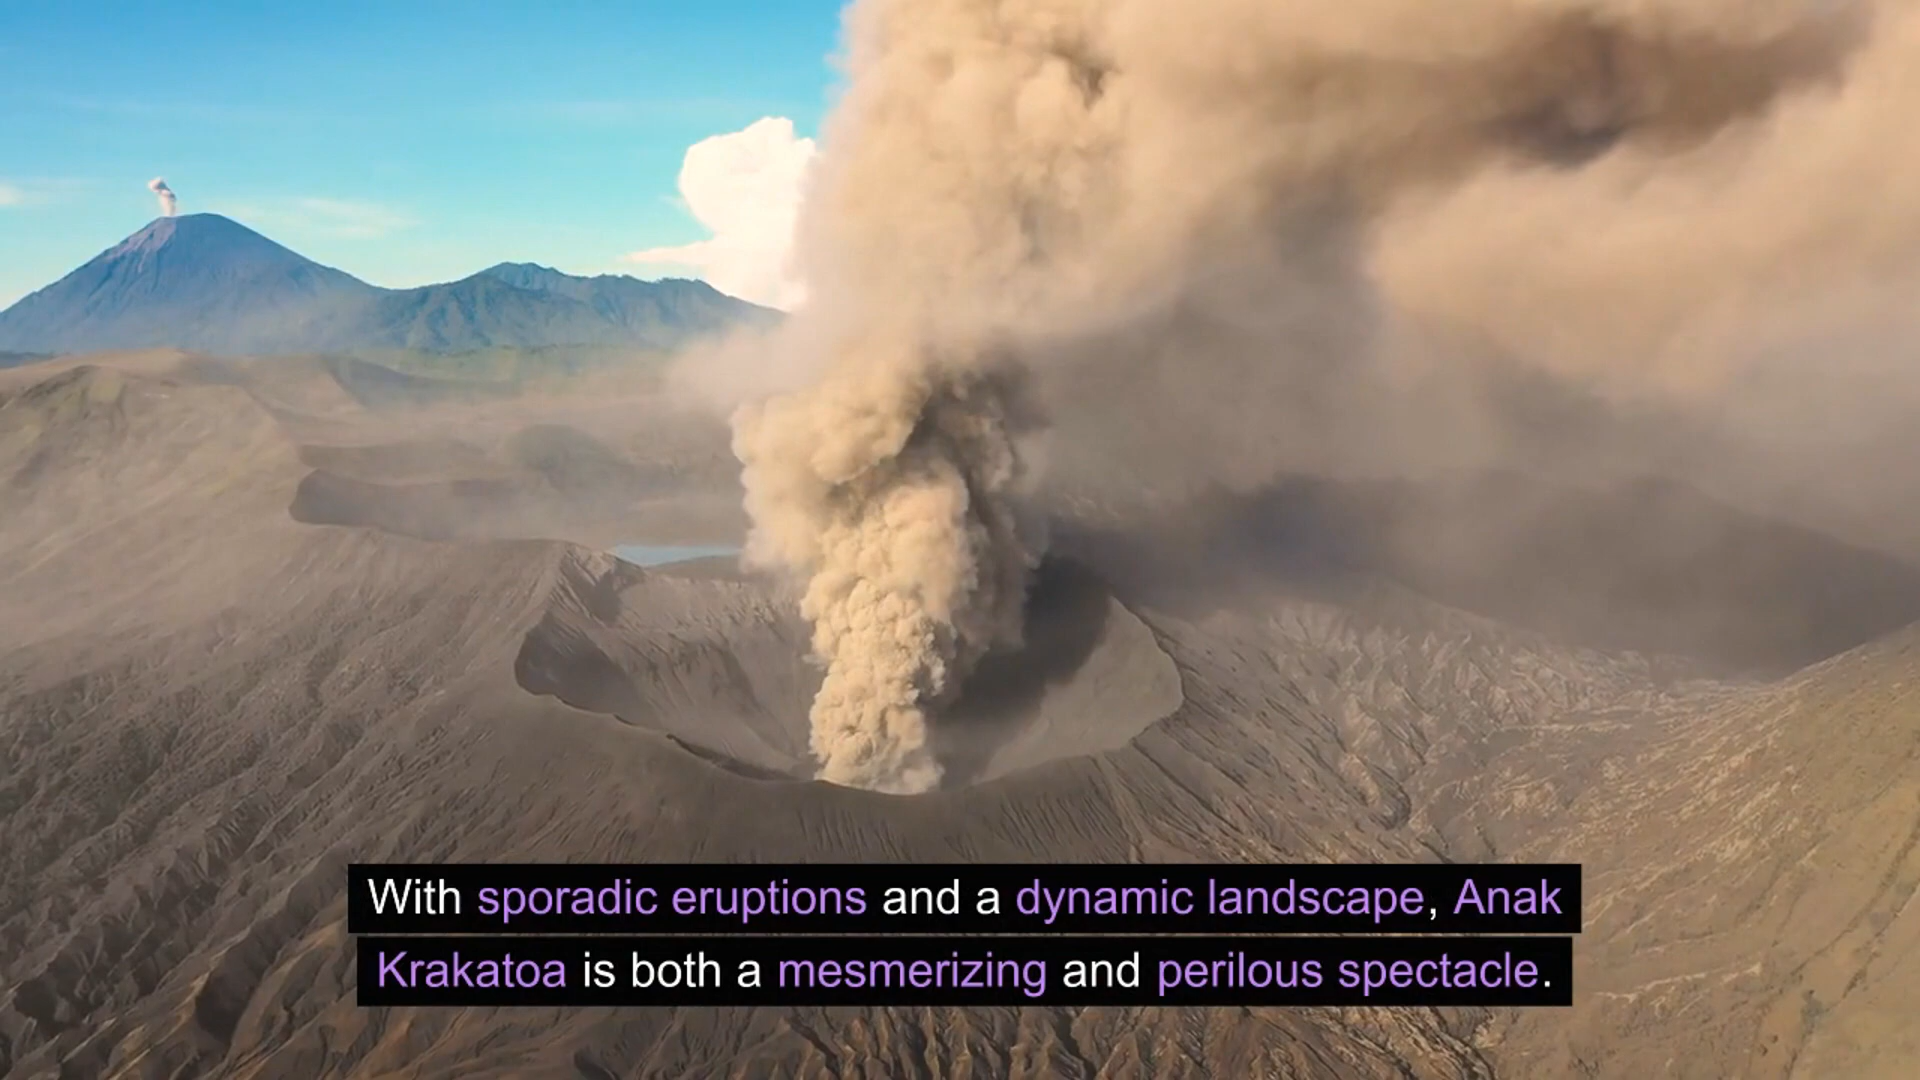 With sporadic eruptions and a dynamic landscape, Anak
Krakatoa is both a mesmerizing and perilous spectacle.